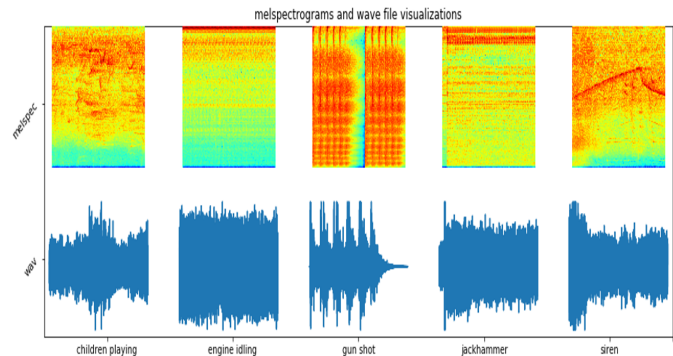 melspectrograms and wave file visualizations
melspec
wav
children playing
engine idling
gun shot
jackhammer
siren